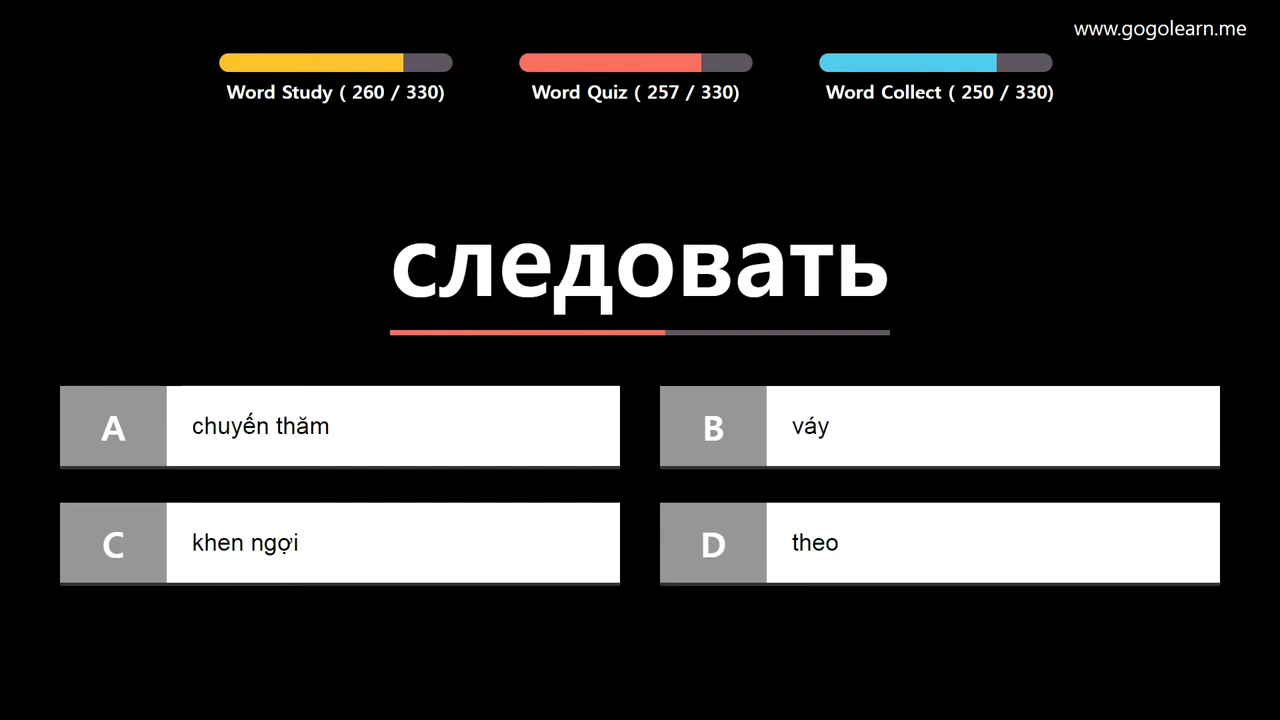 www.gogolearn.me
Word Study ( 260 / 330)
Word Quiz ( 257 / 330)
Word Collect ( 250 / 330)
следовать
A chuyến thăm
B váy
C khen ngợi
D theo